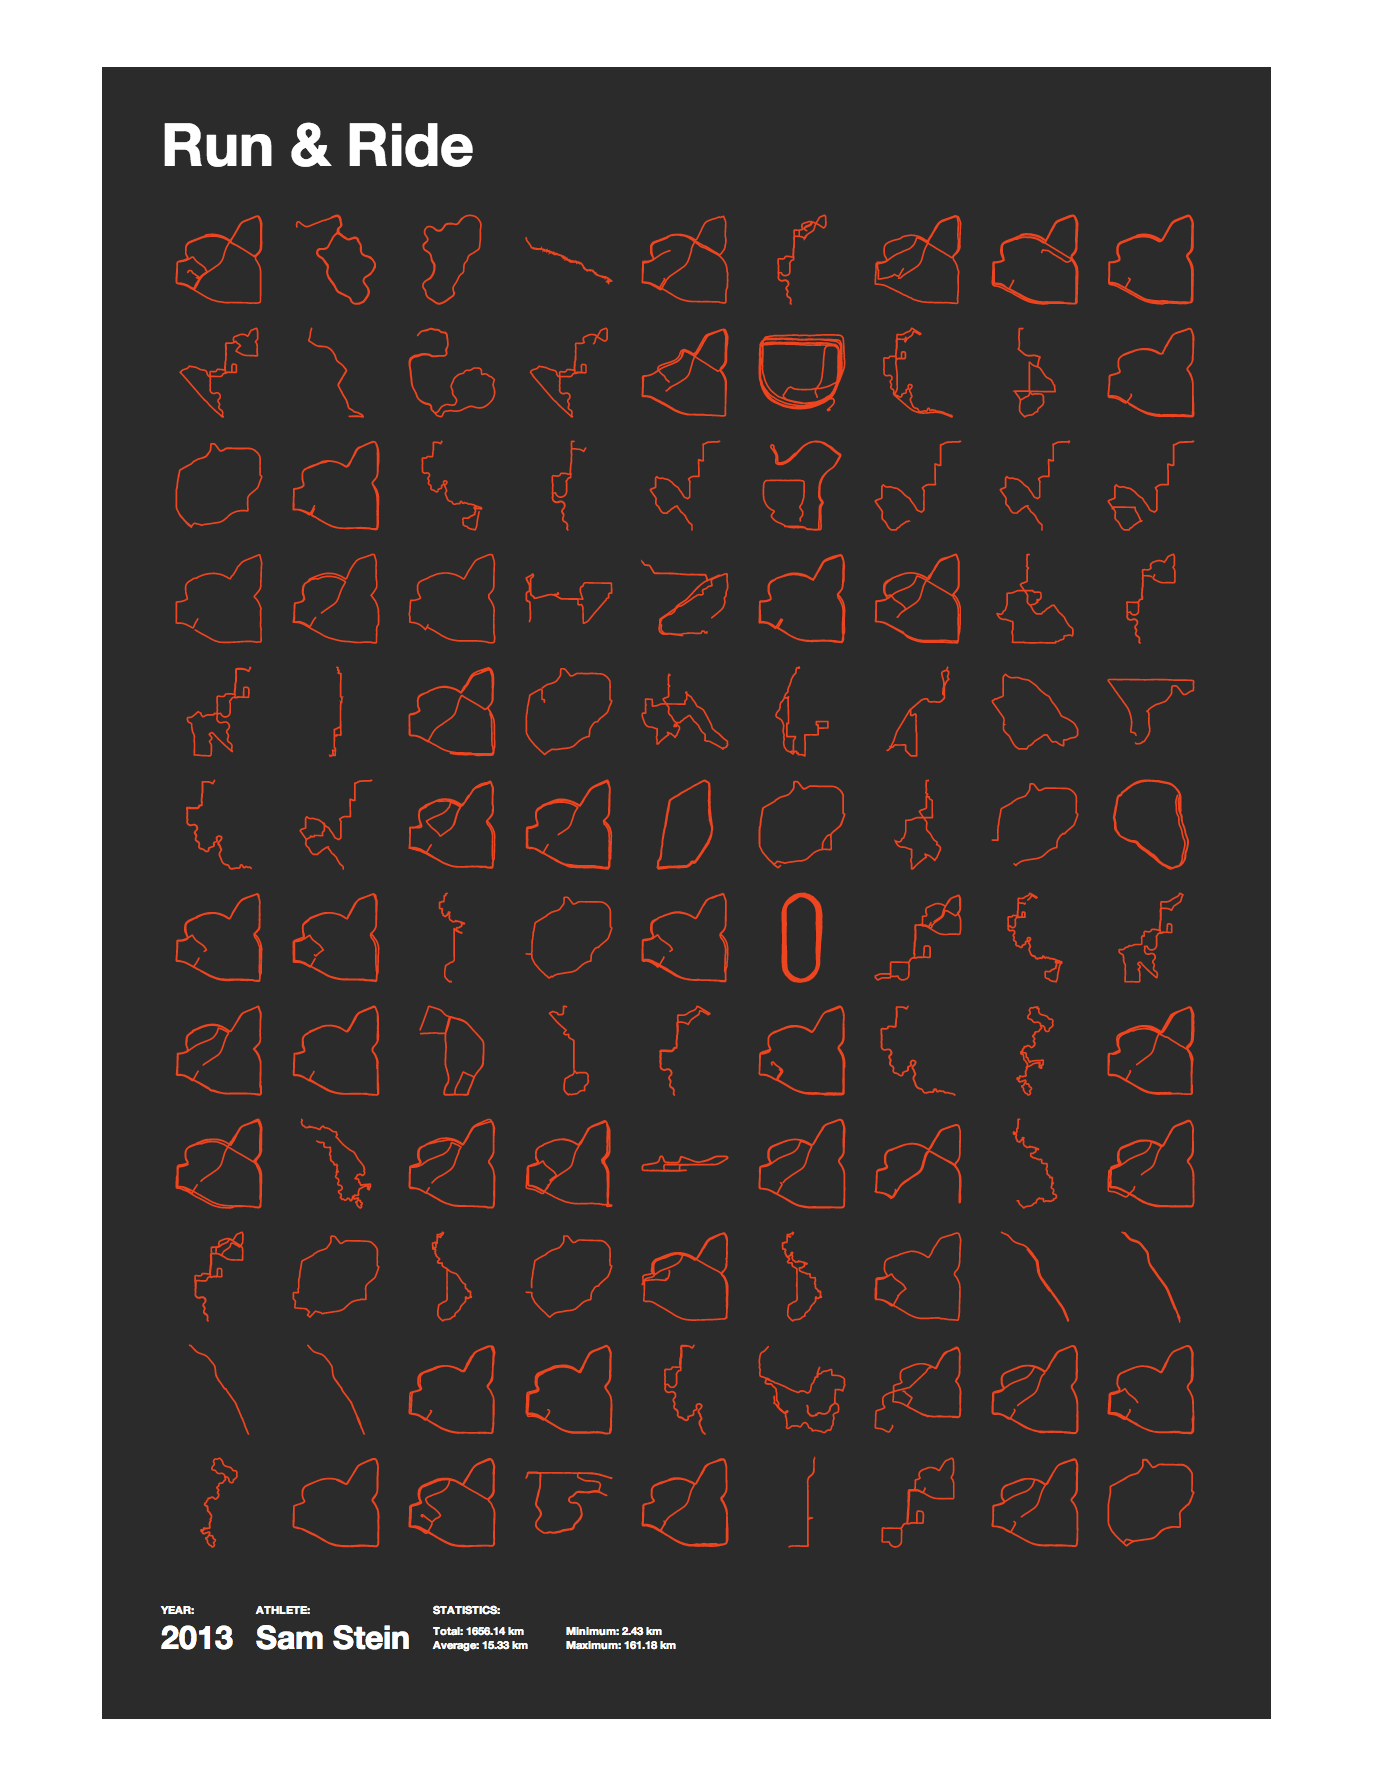 Run & Ride
YEAR:
2013
ATHLETE:
Sam Stein
STATISTICS:
Total: 1656.14 km
Average: 15.33 km
Minimum: 2.43 km
Maximum: 161.18 km